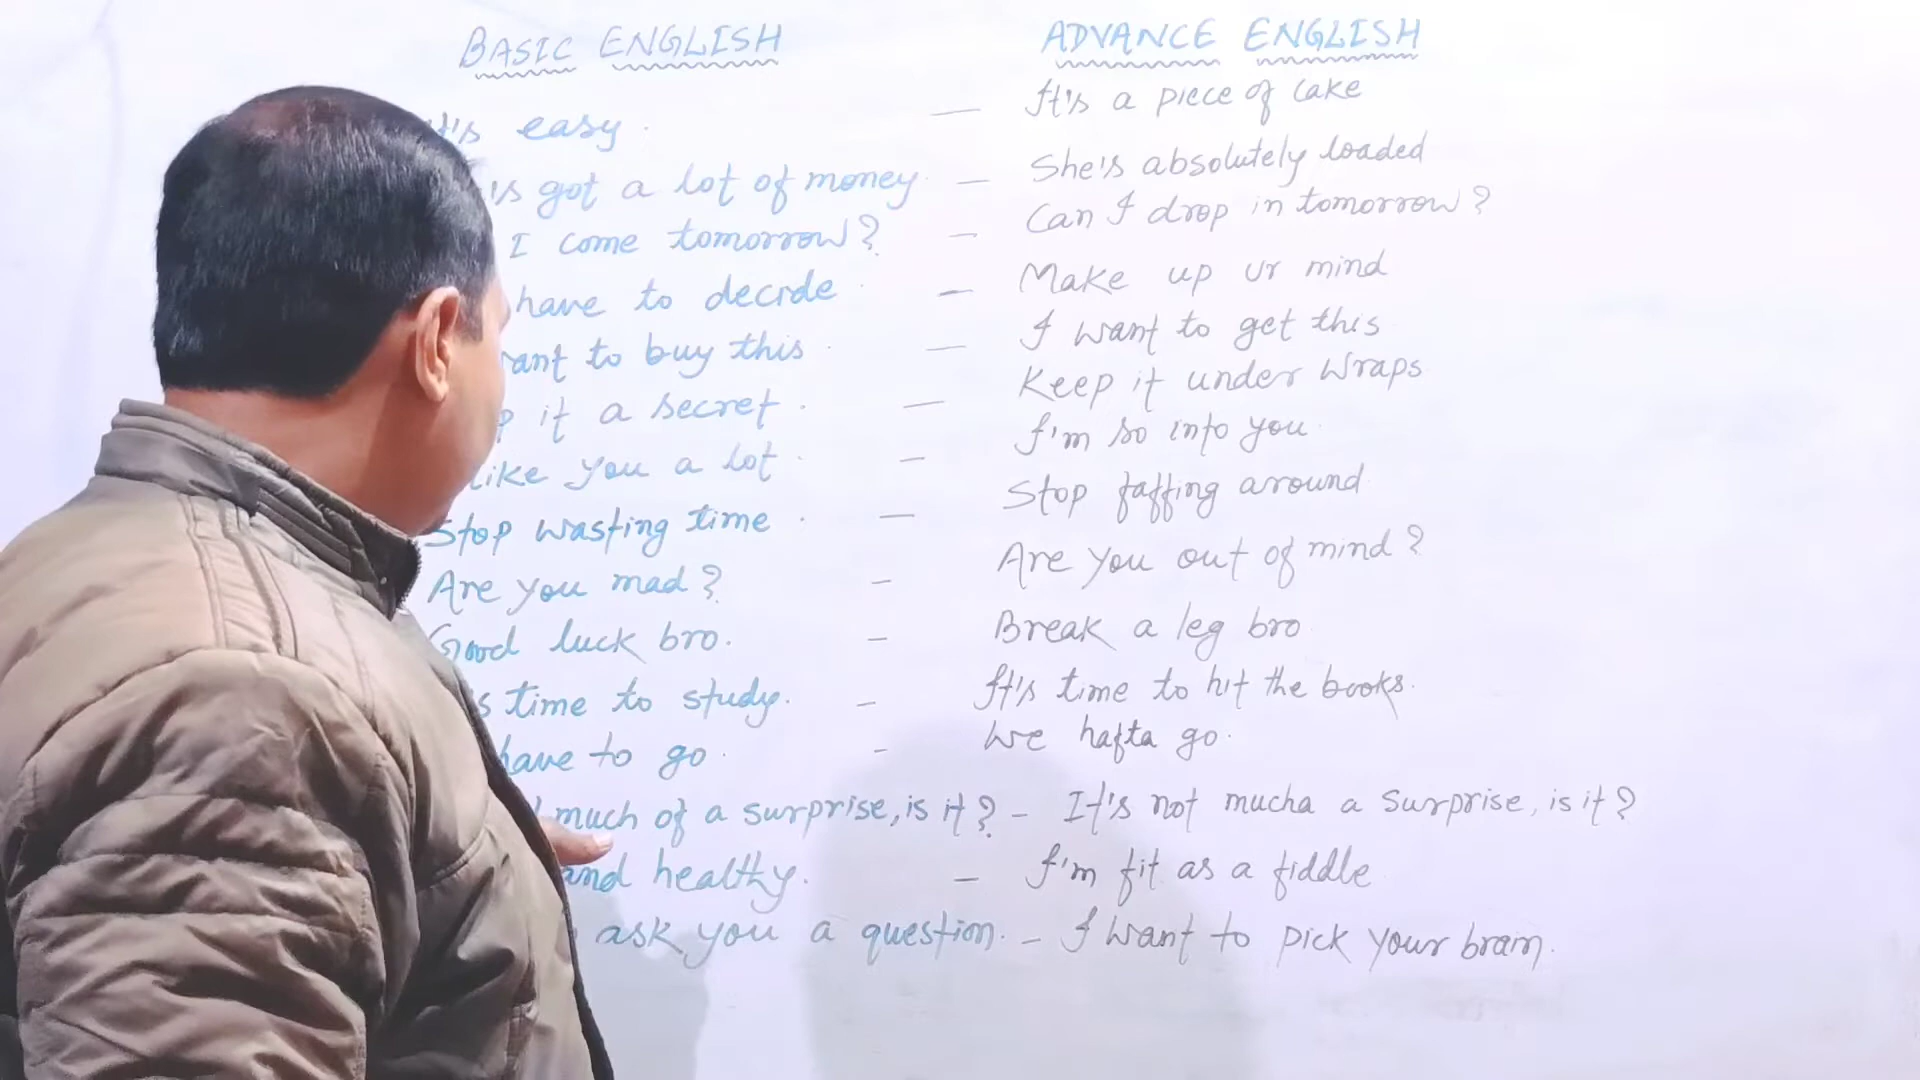 BASIC ENGLISH
ADVANCE ENGLISH
easy. — It's a piece of cake
got a lot of money. — She's absolutely loaded
I come tomorrow? — Can I drop in tomorrow?
have to decide. — Make up ur mind
to buy this. — I want to get this
it a secret. — Keep it under wraps
like you a lot. — I'm so into you.
Stop wasting time. — Stop faffing around
Are you mad? — Are you out of mind?
Good luck bro. — Break a leg bro
time to study. — It's time to hit the books.
have to go. — We hafta go.
much of a surprise, is it? — It's not mucha a surprise, is it?
and healthy. — I'm fit as a fiddle
ask you a question. — I want to pick your brain.